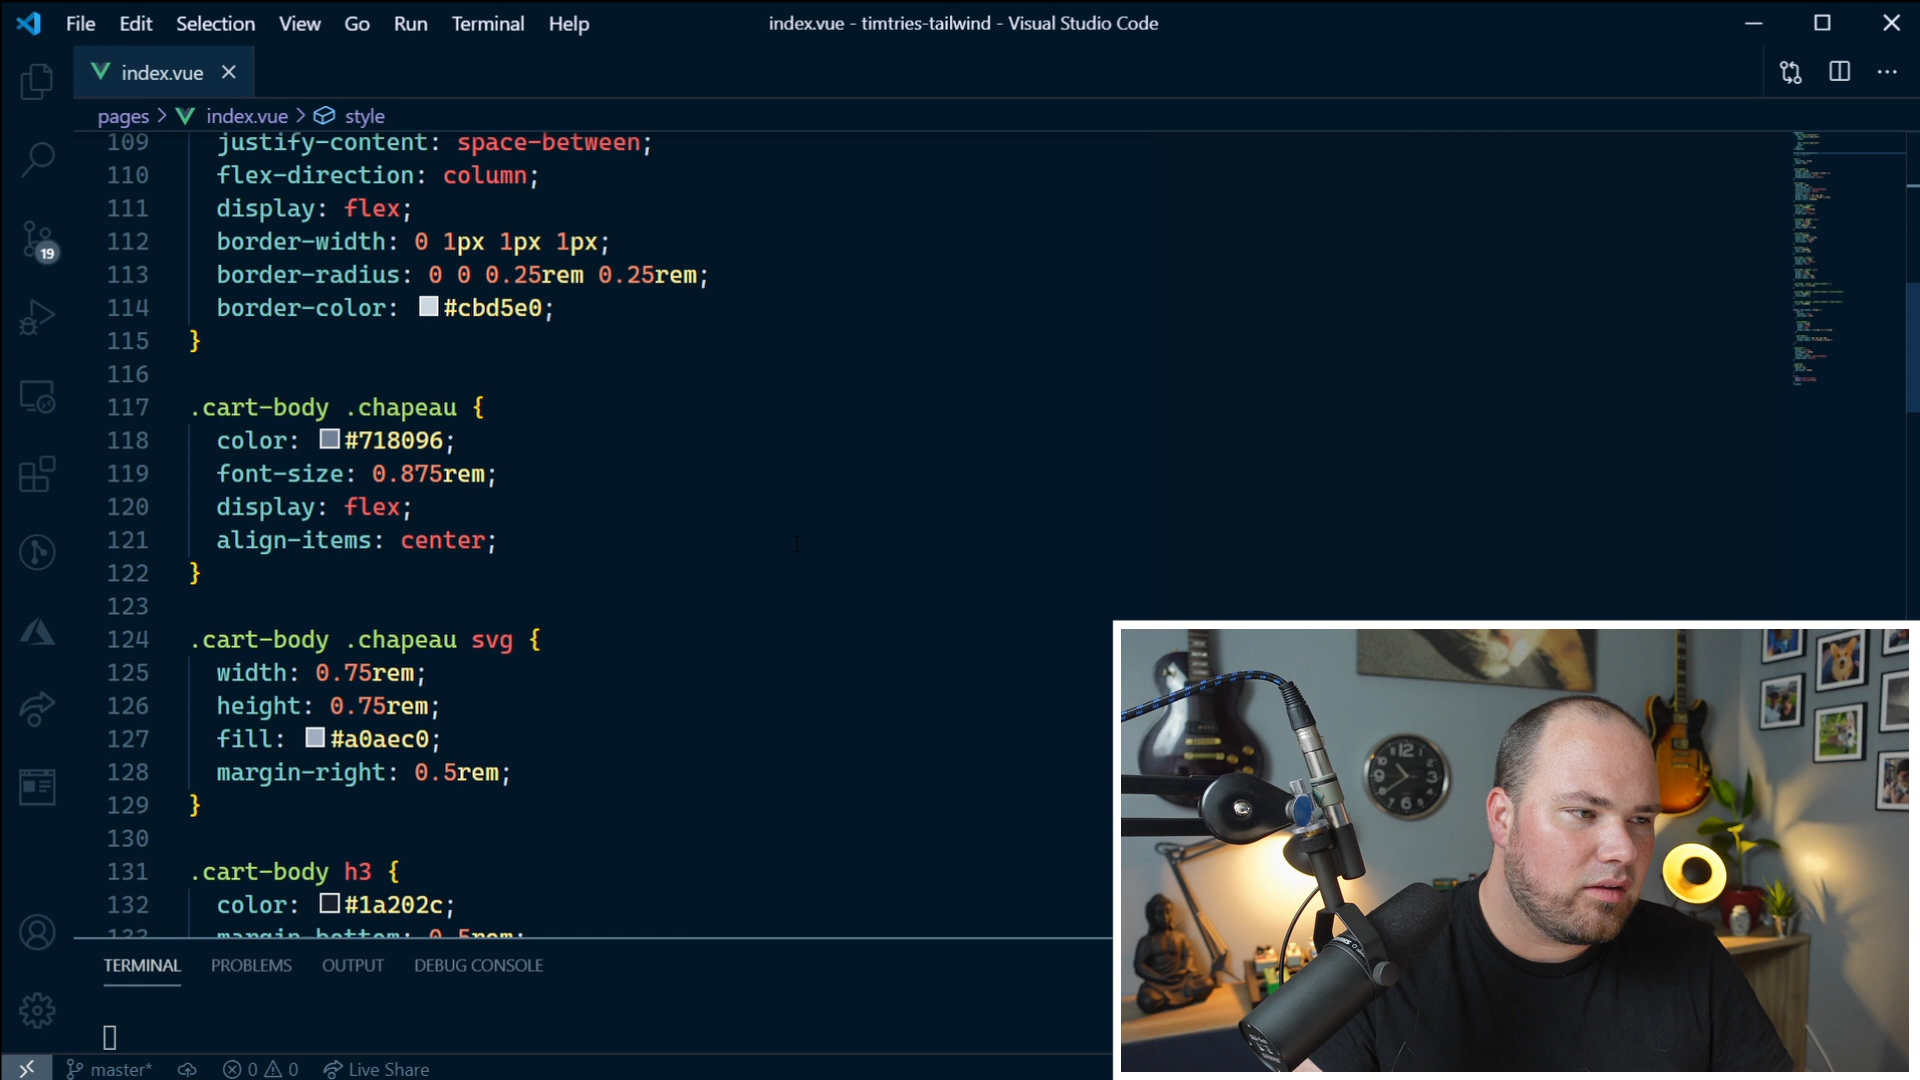 File Edit Selection View Go Run Terminal Help
index.vue - timtries-tailwind - Visual Studio Code
index.vue
pages > index.vue > style
109 justify-content: space-between;
110 flex-direction: column;
111 display: flex;
112 border-width: 0 1px 1px 1px;
113 border-radius: 0 0 0.25rem 0.25rem;
114 border-color: #cbd5e0;
115 }
116
117 .cart-body .chapeau {
118 color: #718096;
119 font-size: 0.875rem;
120 display: flex;
121 align-items: center;
122 }
123
124 .cart-body .chapeau svg {
125 width: 0.75rem;
126 height: 0.75rem;
127 fill: #a0aec0;
128 margin-right: 0.5rem;
129 }
130
131 .cart-body h3 {
132 color: #1a202c;
133 margin-bottom: 0.5rem;
19
TERMINAL PROBLEMS OUTPUT DEBUG CONSOLE
master* 0 0 Live Share